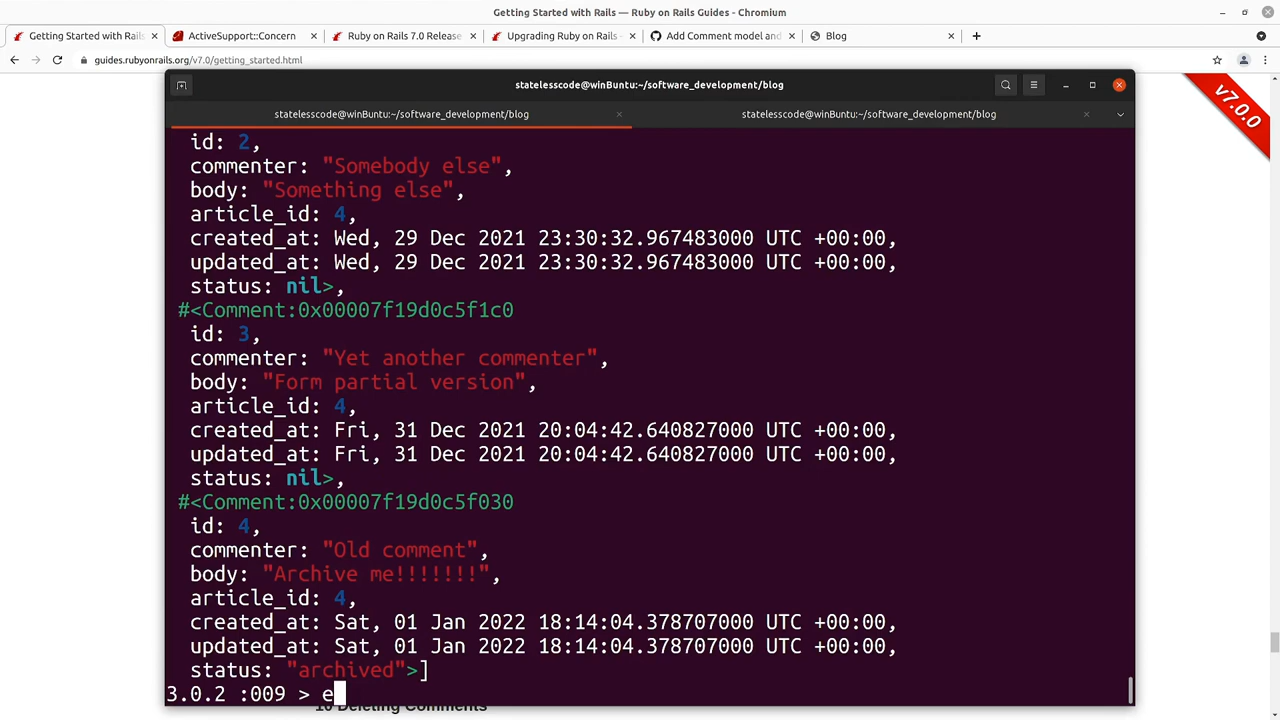 Getting Started with Rails — Ruby on Rails Guides - Chromium
Getting Started with Rails
ActiveSupport::Concern
Ruby on Rails 7.0 Release
Upgrading Ruby on Rails –
Add Comment model and
Blog
guides.rubyonrails.org/v7.0/getting_started.html
v7.0.0
statelesscode@winBuntu:~/software_development/blog
statelesscode@winBuntu:~/software_development/blog
statelesscode@winBuntu:~/software_development/blog
id: 2,
commenter: "Somebody else",
body: "Something else",
article_id: 4,
created_at: Wed, 29 Dec 2021 23:30:32.967483000 UTC +00:00,
updated_at: Wed, 29 Dec 2021 23:30:32.967483000 UTC +00:00,
status: nil>,
#<Comment:0x00007f19d0c5f1c0
id: 3,
commenter: "Yet another commenter",
body: "Form partial version",
article_id: 4,
created_at: Fri, 31 Dec 2021 20:04:42.640827000 UTC +00:00,
updated_at: Fri, 31 Dec 2021 20:04:42.640827000 UTC +00:00,
status: nil>,
#<Comment:0x00007f19d0c5f030
id: 4,
commenter: "Old comment",
body: "Archive me!!!!!!!",
article_id: 4,
created_at: Sat, 01 Jan 2022 18:14:04.378707000 UTC +00:00,
updated_at: Sat, 01 Jan 2022 18:14:04.378707000 UTC +00:00,
status: "archived">]
3.0.2 :009 > e
10 Deleting Comments